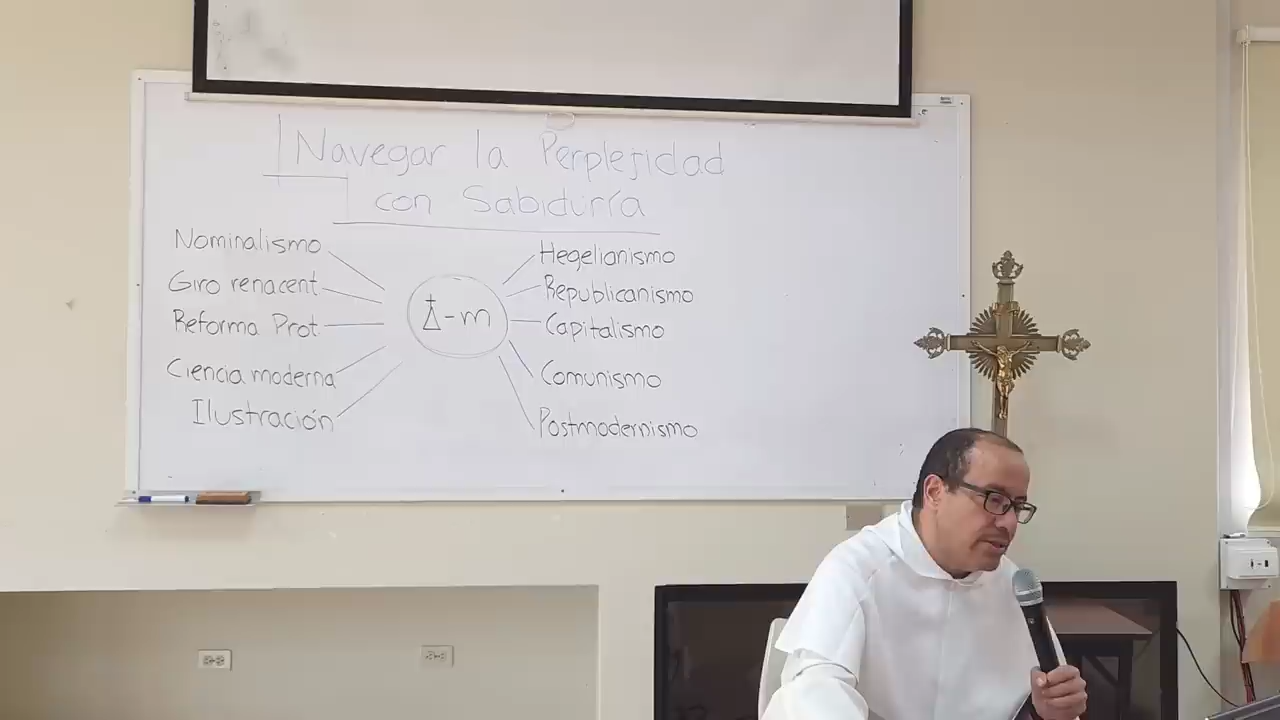 Navegar la Perplejidad
con Sabiduría
Nominalismo
Giro renacent
Reforma Prot
Ciencia moderna
Ilustración
Δ-m
Hegelianismo
Republicanismo
Capitalismo
Comunismo
Postmodernismo